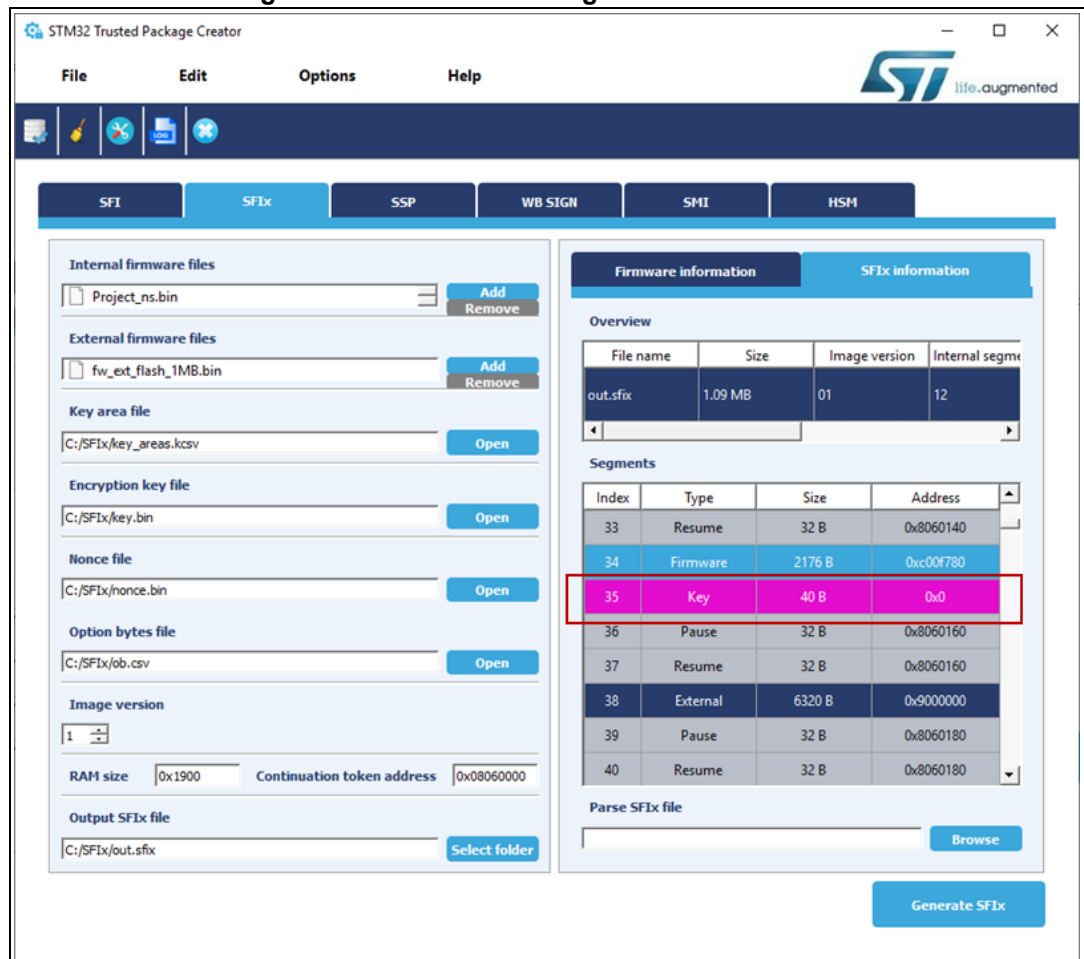 STM32 Trusted Package Creator
File Edit Options Help
life.augmented
LOG
SFI SFIx SSP WB SIGN SMI HSM
Internal firmware files
Project_ns.bin
Add
Remove
External firmware files
fw_ext_flash_1MB.bin
Add
Remove
Key area file
C:/SFIx/key_areas.kcsv Open
Encryption key file
C:/SFIx/key.bin Open
Nonce file
C:/SFIx/nonce.bin Open
Option bytes file
C:/SFIx/ob.csv Open
Image version
1
RAM size 0x1900 Continuation token address 0x08060000
Output SFIx file
C:/SFIx/out.sfix Select folder
Firmware information SFIx information
Overview
File name Size Image version Internal segme
out.sfix 1.09 MB 01 12
Segments
Index Type Size Address
33 Resume 32 B 0x8060140
34 Firmware 2176 B 0xc00f780
35 Key 40 B 0x0
36 Pause 32 B 0x8060160
37 Resume 32 B 0x8060160
38 External 6320 B 0x9000000
39 Pause 32 B 0x8060180
40 Resume 32 B 0x8060180
Parse SFIx file
Browse
Generate SFIx